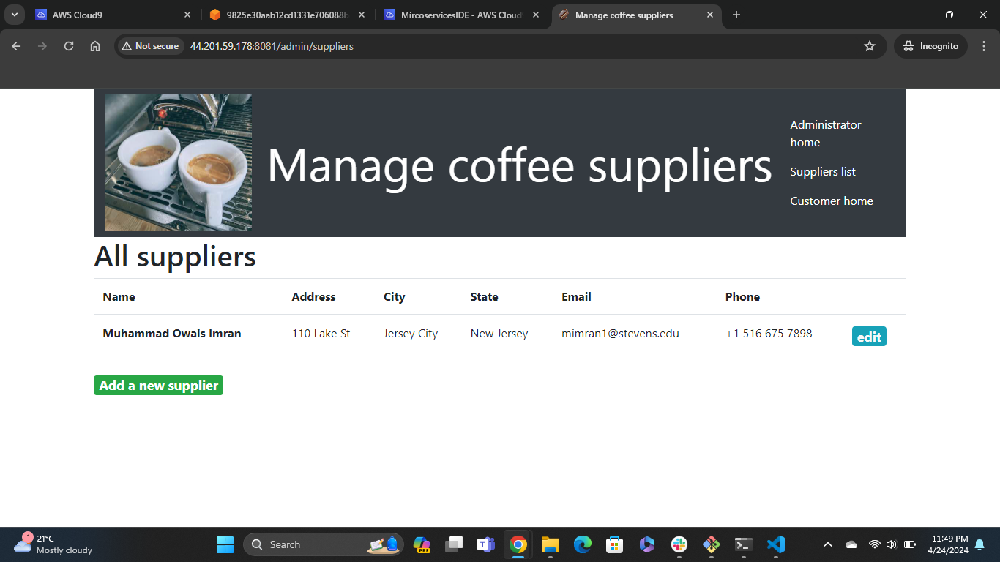 AWS Cloud9
9825e30aab12cd1331e706088b
MircoservicesIDE - AWS Cloud9
Manage coffee suppliers
Not secure
44.201.59.178:8081/admin/suppliers
Incognito
Manage coffee suppliers
Administrator
home
Suppliers list
Customer home
All suppliers
Name Address City State Email Phone
Muhammad Owais Imran 110 Lake St Jersey City New Jersey mimran1@stevens.edu +1 516 675 7898 edit
Add a new supplier
1
21°C
Mostly cloudy
Search
PRE
11:49 PM
4/24/2024